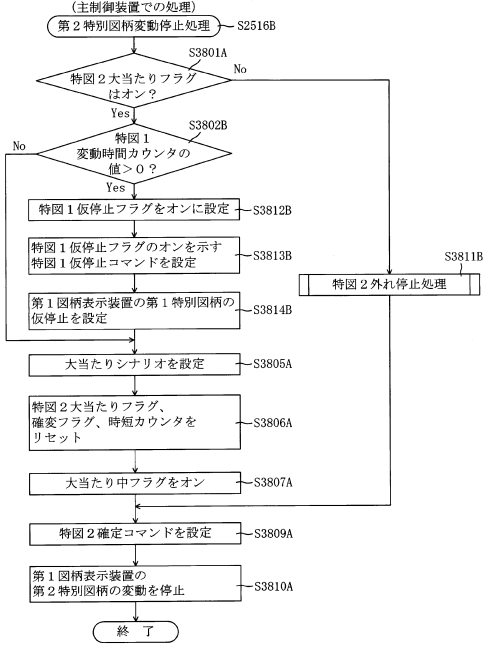 (主制御装置での処理)
第2特別図柄変動停止処理
S2516B
S3801A
特図2大当たりフラグ
はオン?
No
Yes
S3802B
特図1
変動時間カウンタの
値>0?
No
Yes
特図1仮停止フラグをオンに設定
S3812B
特図1仮停止フラグのオンを示す
特図1仮停止コマンドを設定
S3813B
S3811B
特図2外れ停止処理
第1図柄表示装置の第1特別図柄の
仮停止を設定
S3814B
大当たりシナリオを設定
S3805A
特図2大当たりフラグ、
確変フラグ、時短カウンタを
リセット
S3806A
大当たり中フラグをオン
S3807A
特図2確定コマンドを設定
S3809A
第1図柄表示装置の
第2特別図柄の変動を停止
S3810A
終 了